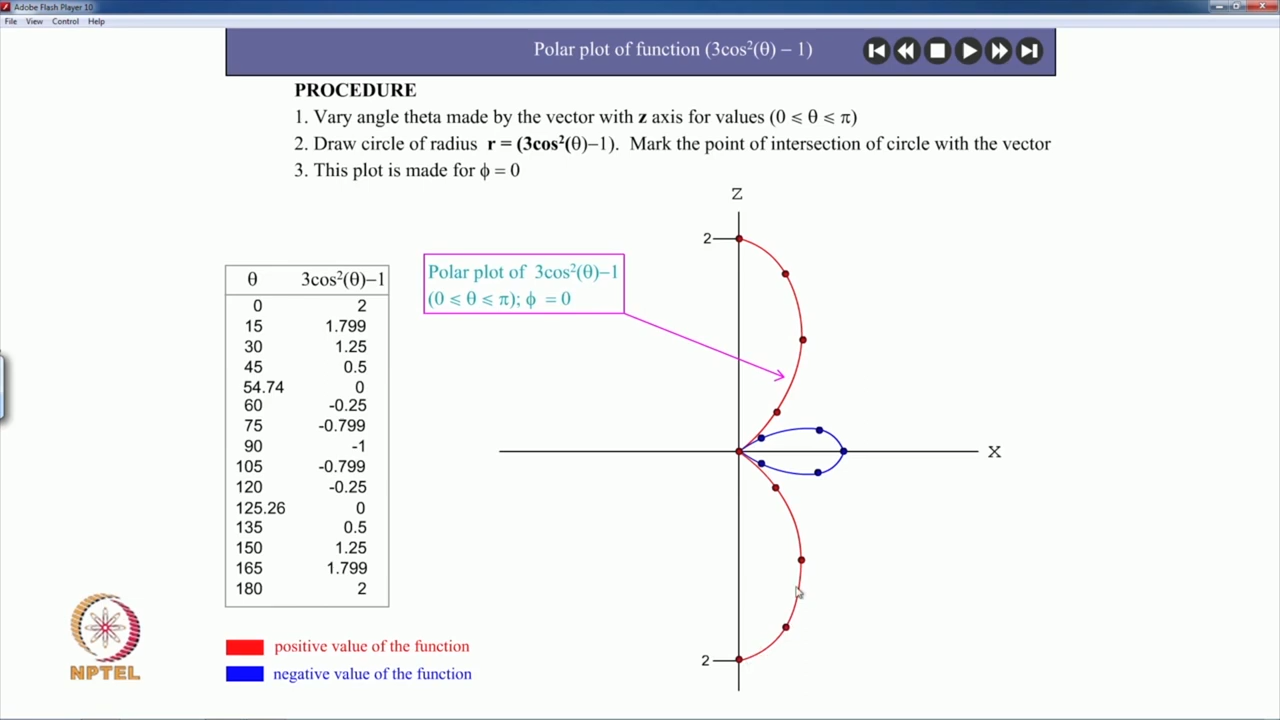 Adobe Flash Player 10
File View Control Help
Polar plot of function (3cos²(θ) – 1)
PROCEDURE
1. Vary angle theta made by the vector with z axis for values (0 ⩽ θ ⩽ π)
2. Draw circle of radius r = (3cos²(θ)–1). Mark the point of intersection of circle with the vector
3. This plot is made for ϕ = 0
Z
2
Polar plot of 3cos²(θ)–1
(0 ⩽ θ ⩽ π); ϕ = 0
θ 3cos²(θ)–1
0 2
15 1.799
30 1.25
45 0.5
54.74 0
60 -0.25
75 -0.799
90 -1
105 -0.799
120 -0.25
125.26 0
135 0.5
150 1.25
165 1.799
180 2
X
2
positive value of the function
negative value of the function
NPTEL